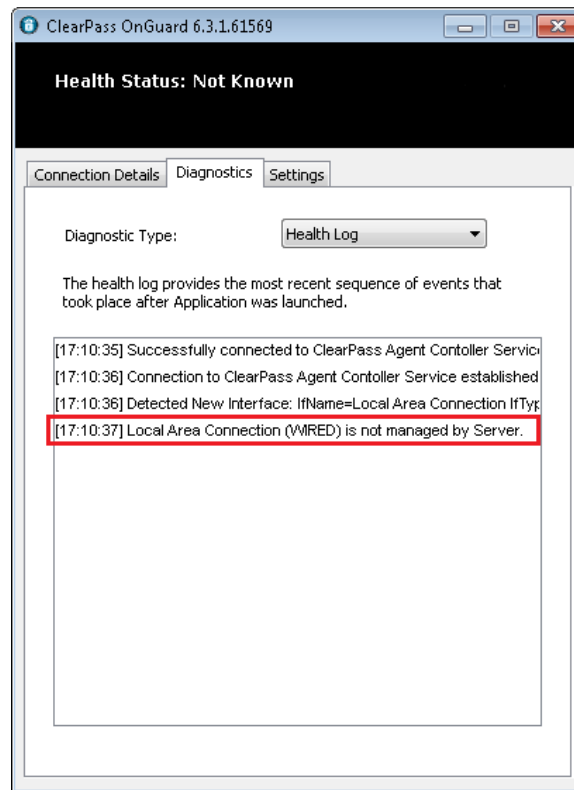 ClearPass OnGuard 6.3.1.61569
Health Status: Not Known
Connection Details Diagnostics Settings
Diagnostic Type: Health Log
The health log provides the most recent sequence of events that
took place after Application was launched.
[17:10:35] Successfully connected to ClearPass Agent Contoller Servic
[17:10:36] Connection to ClearPass Agent Contoller Service established
[17:10:36] Detected New Interface: IfName=Local Area Connection IfTyp
[17:10:37] Local Area Connection (WIRED) is not managed by Server.